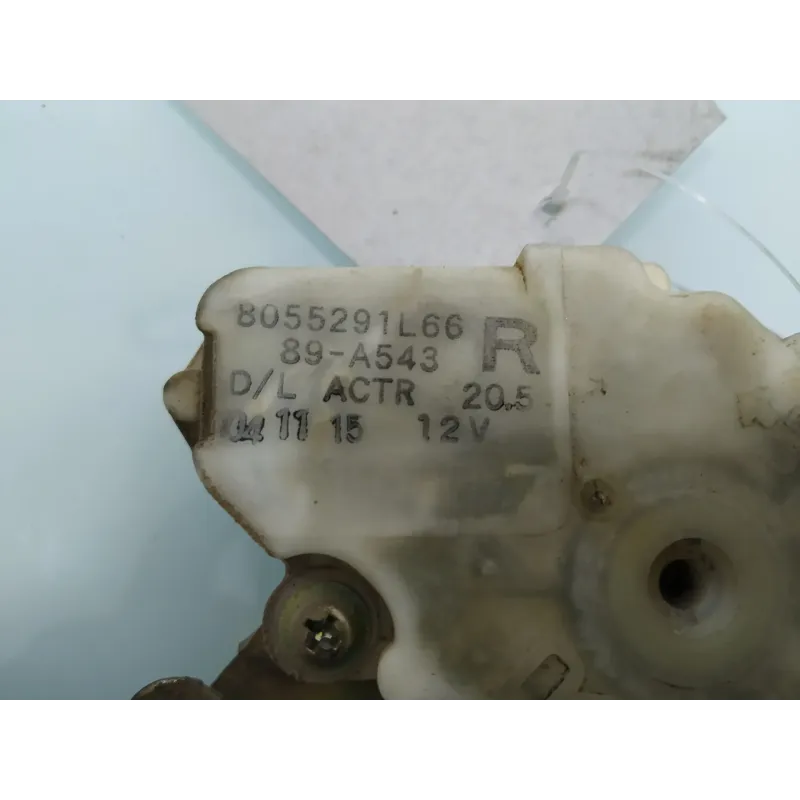 8055291L66
R
89-A543
D/L ACTR 20.5
04 11 15 12V